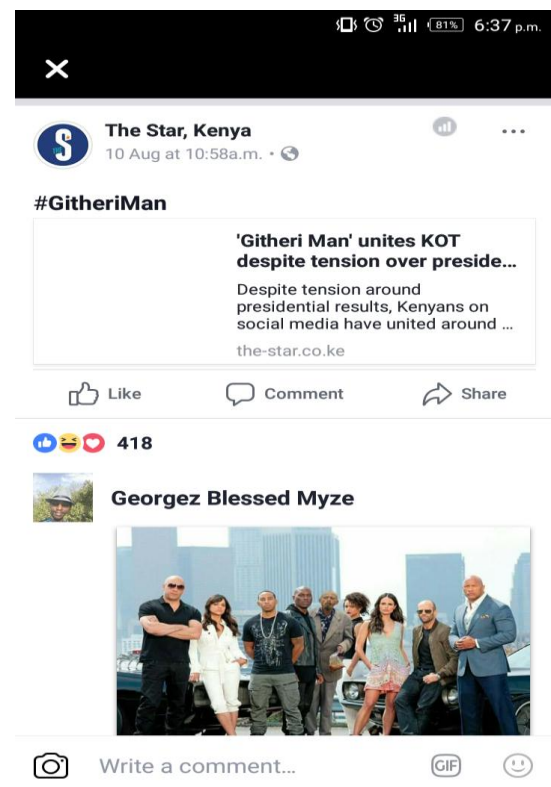 3G
81% 6:37 p.m.
The Star, Kenya
10 Aug at 10:58a.m. •
#GitheriMan
'Githeri Man' unites KOT
despite tension over preside...
Despite tension around
presidential results, Kenyans on
social media have united around ...
the-star.co.ke
Like Comment Share
418
Georgez Blessed Myze
Write a comment... GIF